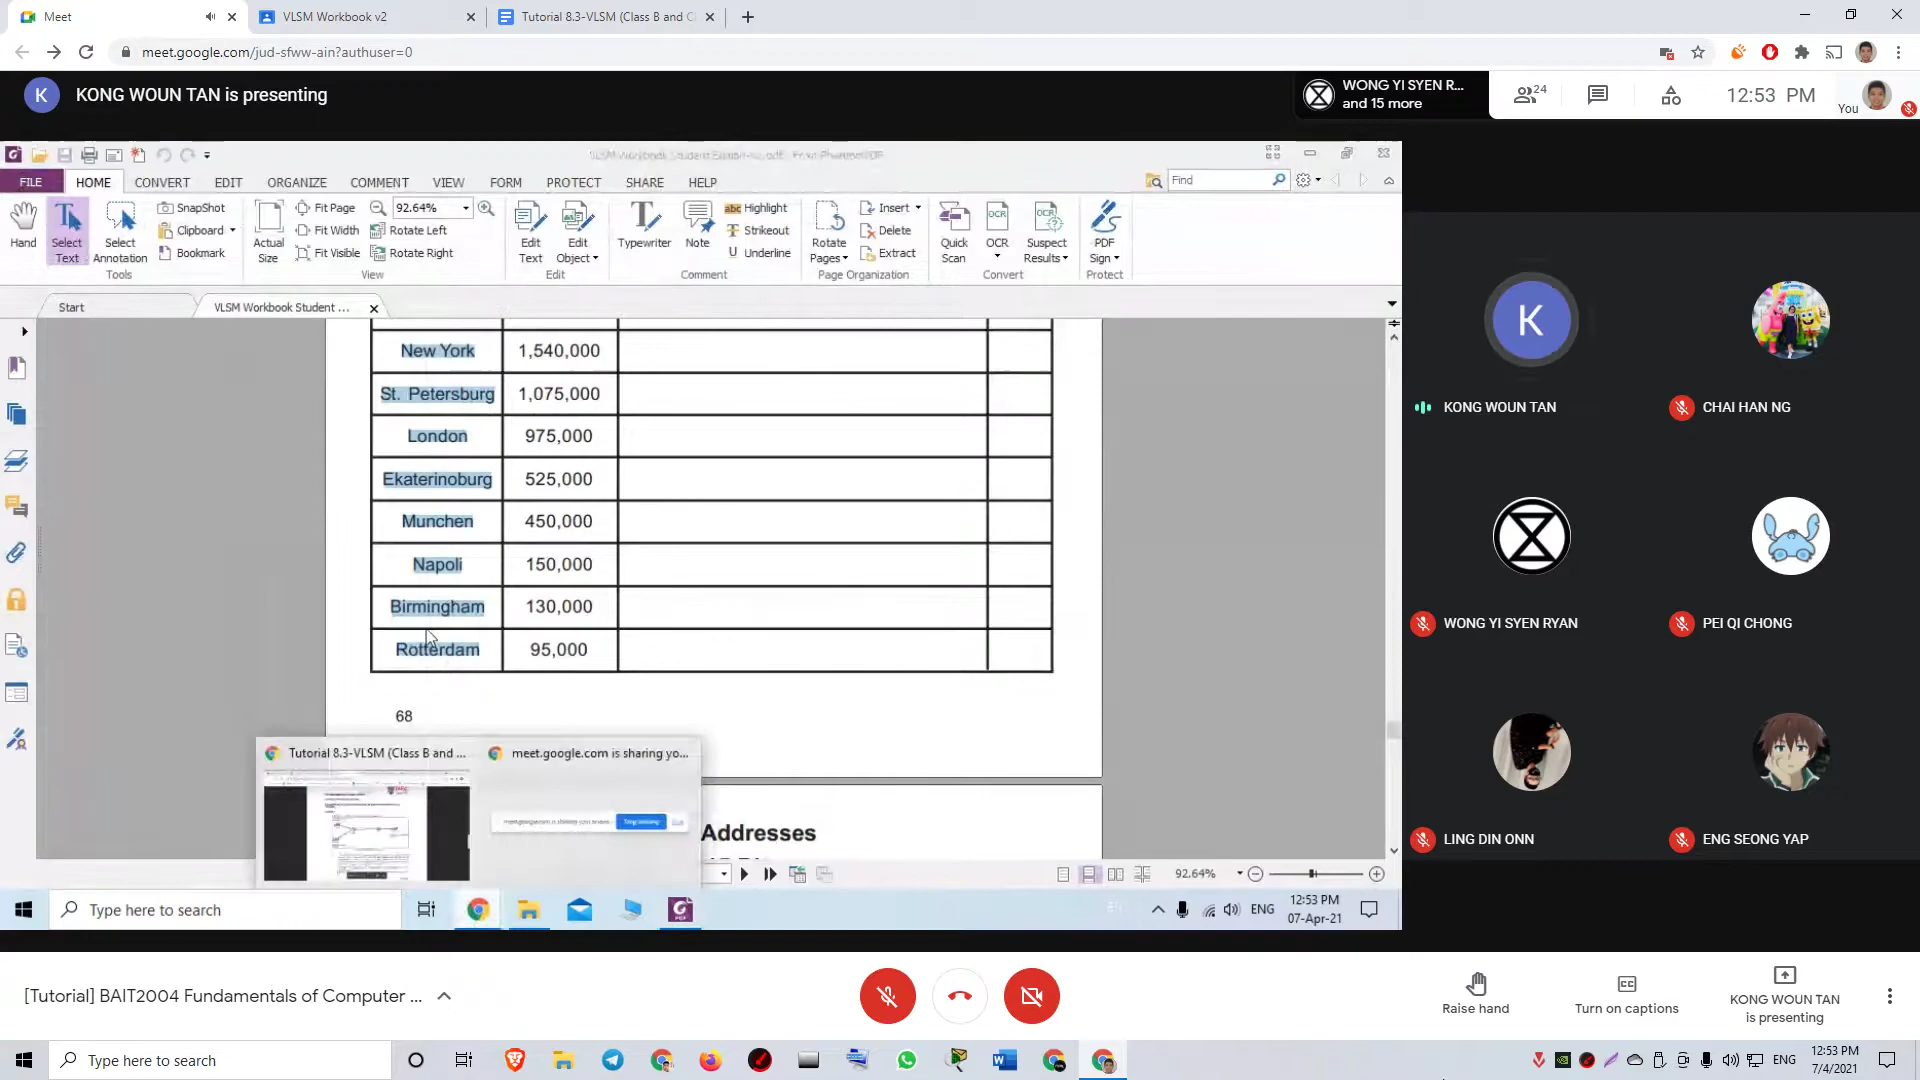 Meet
VLSM Workbook v2
Tutorial 8.3-VLSM (Class B and C
meet.google.com/jud-sfww-ain?authuser=0
K
KONG WOUN TAN is presenting
WONG YI SYEN R...
and 15 more
24
12:53 PM
You
FILE
HOME
CONVERT
EDIT
ORGANIZE
COMMENT
VIEW
FORM
PROTECT
SHARE
HELP
Find
Hand
Select
Text
Select
Annotation
SnapShot
Clipboard
Bookmark
Tools
Actual
Size
Fit Page
Fit Width
Fit Visible
92.64%
Rotate Left
Rotate Right
View
Edit
Text
Edit
Object
Edit
Typewriter
Note
Highlight
Strikeout
Underline
Comment
Rotate
Pages
Insert
Delete
Extract
Page Organization
Quick
Scan
OCR
Suspect
Results
Convert
PDF
Sign
Protect
Start
VLSM Workbook Student ...
New York 1,540,000
St. Petersburg 1,075,000
London 975,000
Ekaterinoburg 525,000
Munchen 450,000
Napoli 150,000
Birmingham 130,000
Rotterdam 95,000
68
Tutorial 8.3-VLSM (Class B and ...
meet.google.com is sharing yo...
Addresses
92.64%
Type here to search
ENG
12:53 PM
07-Apr-21
K
KONG WOUN TAN
CHAI HAN NG
WONG YI SYEN RYAN
PEI QI CHONG
LING DIN ONN
ENG SEONG YAP
[Tutorial] BAIT2004 Fundamentals of Computer ...
Raise hand
Turn on captions
KONG WOUN TAN
is presenting
Type here to search
ENG
12:53 PM
7/4/2021